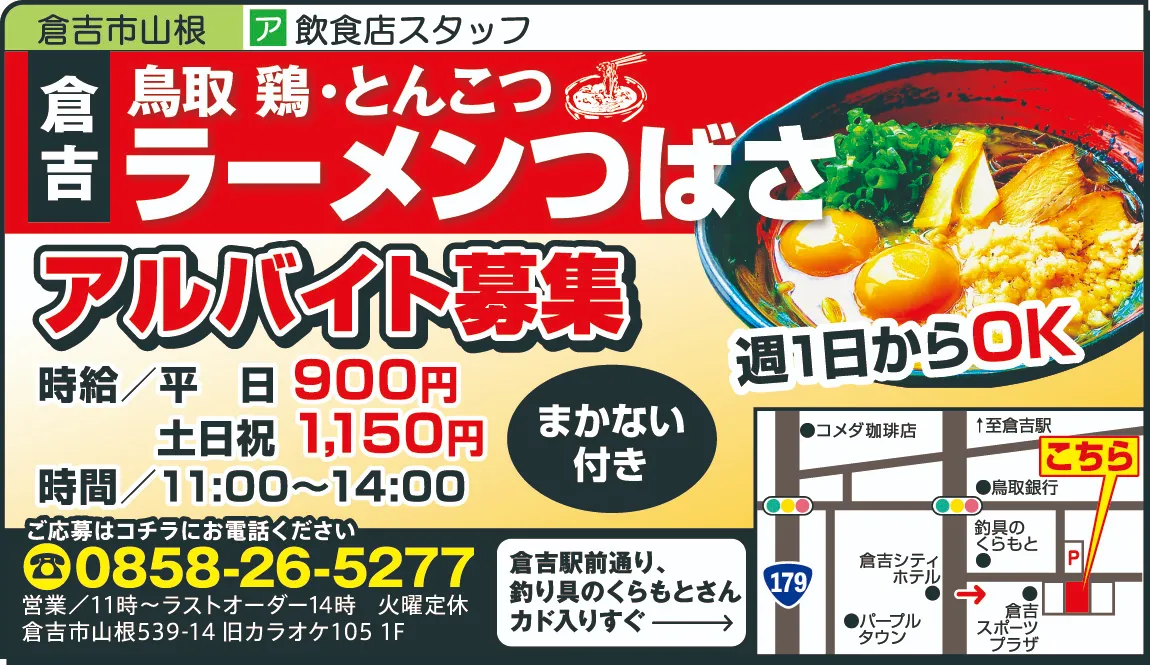 倉吉市山根 ア 飲食店スタッフ
倉吉
鳥取 鶏・とんこつ
ラーメンつばさ
アルバイト募集
週1日からOK
時給／平　日 900円
土日祝 1,150円
時間／11:00〜14:00
まかない
付き
ご応募はコチラにお電話ください
☎0858-26-5277
営業／11時〜ラストオーダー14時　火曜定休
倉吉市山根539-14 旧カラオケ105 1F
倉吉駅前通り、
釣り具のくらもとさん
カド入りすぐ→
コメダ珈琲店
↑至倉吉駅
こちら
鳥取銀行
釣具の
くらもと
P
倉吉シティ
ホテル
179
→
倉吉
スポーツ
プラザ
パープル
タウン